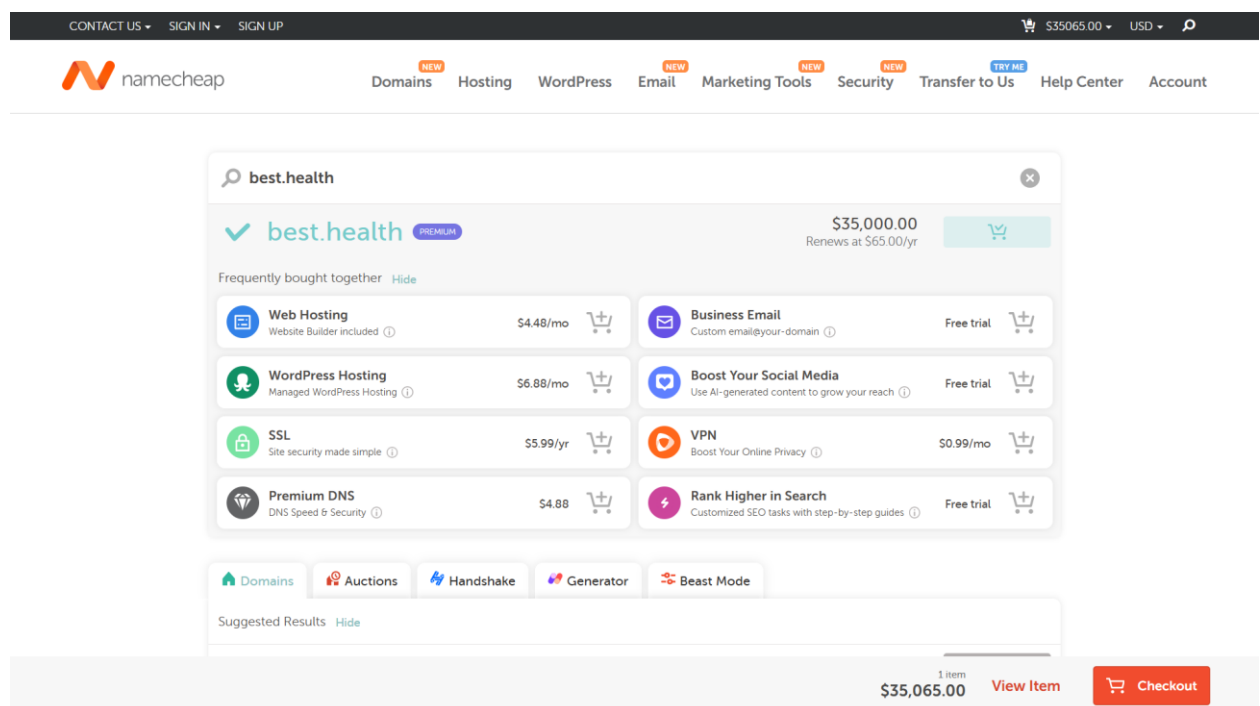 CONTACT US SIGN IN SIGN UP $35065.00 USD
namecheap
NEW NEW NEW NEW TRY ME
Domains Hosting WordPress Email Marketing Tools Security Transfer to Us Help Center Account
best.health
best.health PREMIUM $35,000.00
Renews at $65.00/yr
Frequently bought together Hide
Web Hosting
Website Builder included
$4.48/mo
Business Email
Custom email@your-domain
Free trial
WordPress Hosting
Managed WordPress Hosting
$6.88/mo
Boost Your Social Media
Use AI-generated content to grow your reach
Free trial
SSL
Site security made simple
$5.99/yr
VPN
Boost Your Online Privacy
$0.99/mo
Premium DNS
DNS Speed & Security
$4.88
Rank Higher in Search
Customized SEO tasks with step-by-step guides
Free trial
Domains Auctions Handshake Generator Beast Mode
Suggested Results Hide
1 item
$35,065.00 View Item Checkout